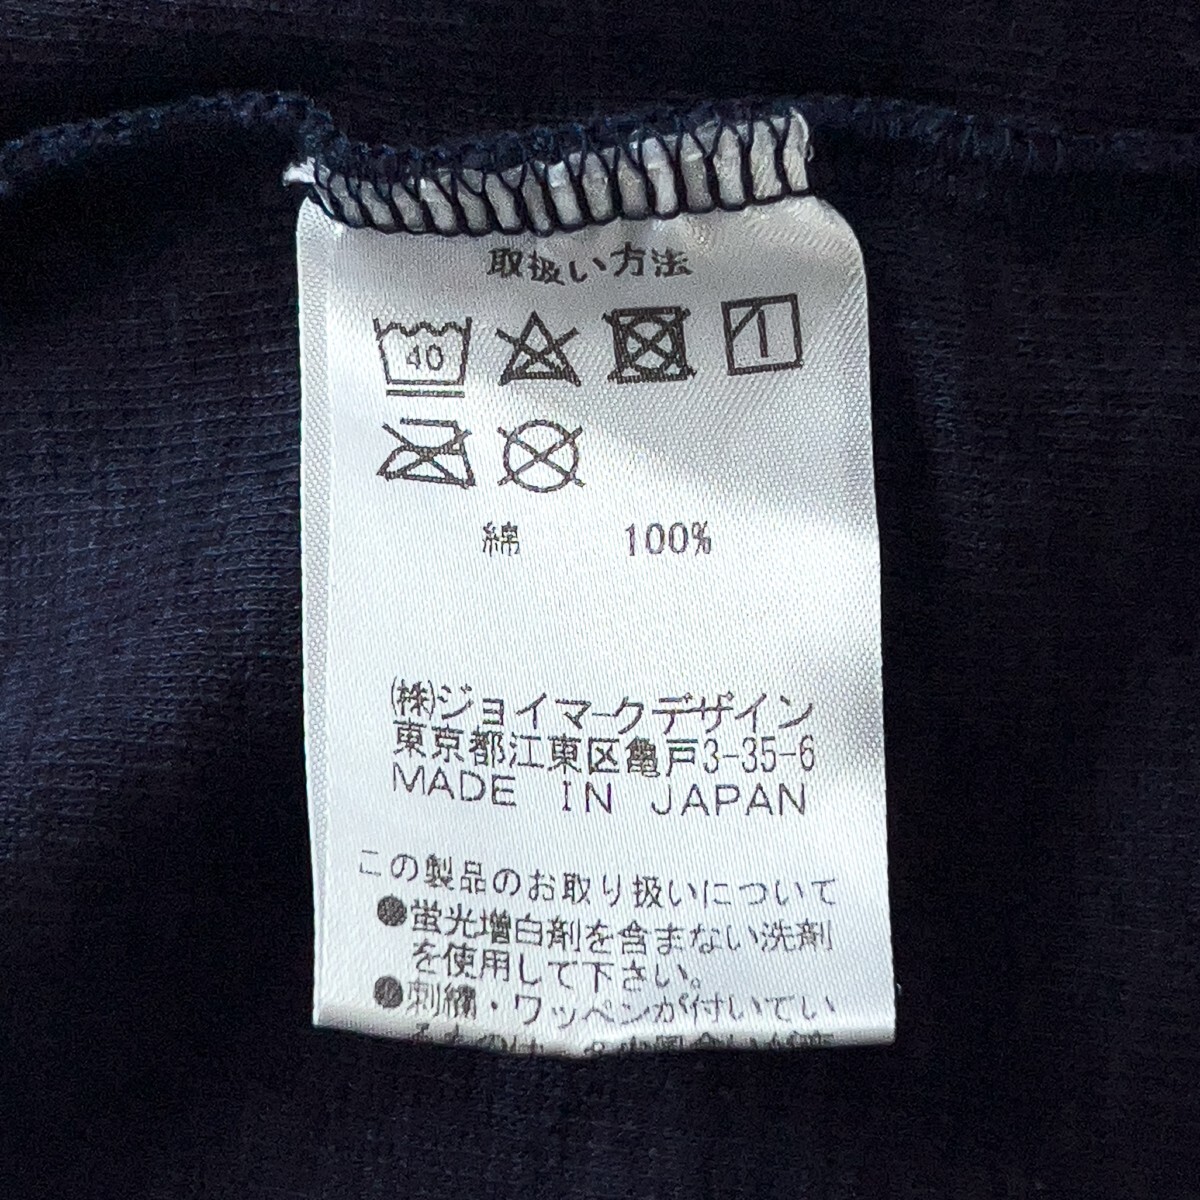 取扱い方法
40
綿 100%
(株)ジョイマークデザイン
東京都江東区亀戸3-35-6
MADE IN JAPAN
この製品のお取り扱いについて
●蛍光増白剤を含まない洗剤
を使用して下さい。
●刺繍・ワッペンが付いてい
るものは、